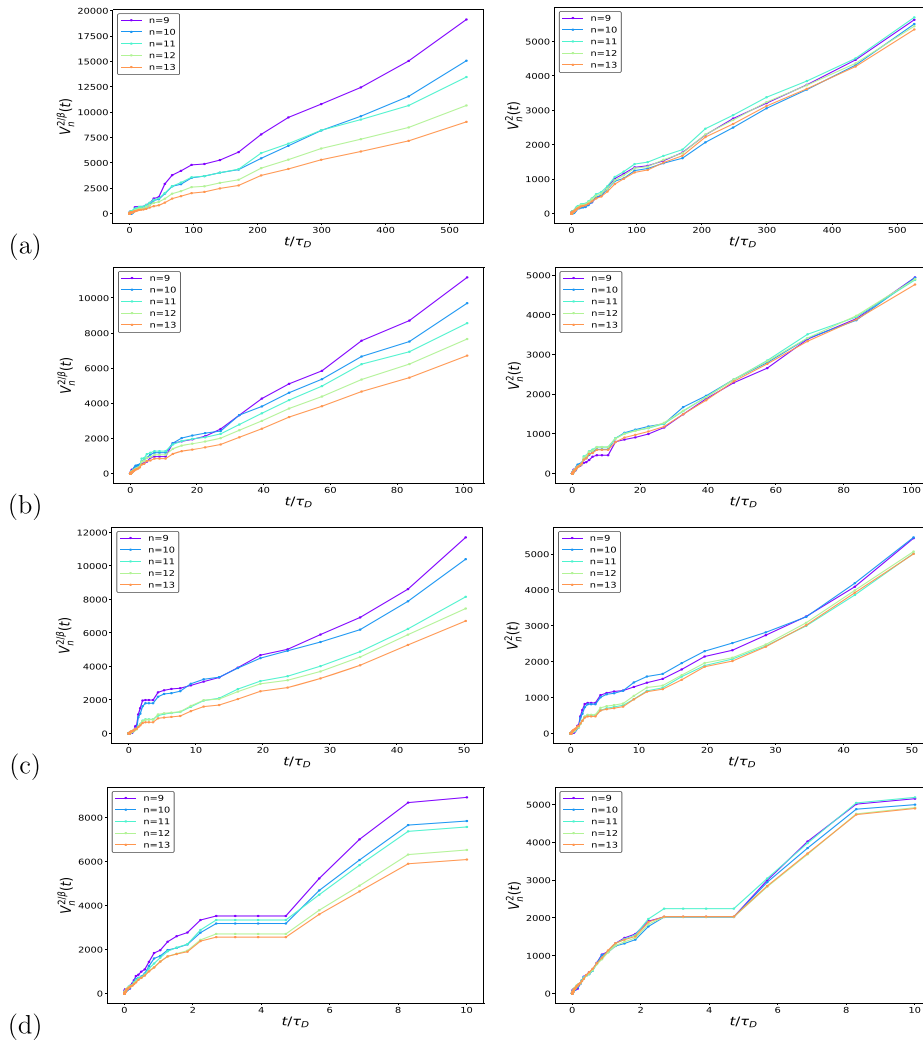 20000
17500
15000
12500
10000
7500
5000
2500
0
V_n^{2/β}(t)
n=9
n=10
n=11
n=12
n=13
0 100 200 300 400 500
t/τ_D
5000
4000
3000
2000
1000
0
V_n^2(t)
n=9
n=10
n=11
n=12
n=13
0 100 200 300 400 500
t/τ_D
(a)
10000
8000
6000
4000
2000
0
V_n^{2/β}(t)
n=9
n=10
n=11
n=12
n=13
0 20 40 60 80 100
t/τ_D
5000
4000
3000
2000
1000
0
V_n^2(t)
n=9
n=10
n=11
n=12
n=13
0 20 40 60 80 100
t/τ_D
(b)
12000
10000
8000
6000
4000
2000
0
V_n^{2/β}(t)
n=9
n=10
n=11
n=12
n=13
0 10 20 30 40 50
t/τ_D
5000
4000
3000
2000
1000
0
V_n^2(t)
n=9
n=10
n=11
n=12
n=13
0 10 20 30 40 50
t/τ_D
(c)
8000
6000
4000
2000
0
V_n^{2/β}(t)
n=9
n=10
n=11
n=12
n=13
0 2 4 6 8 10
t/τ_D
5000
4000
3000
2000
1000
0
V_n^2(t)
n=9
n=10
n=11
n=12
n=13
0 2 4 6 8 10
t/τ_D
(d)